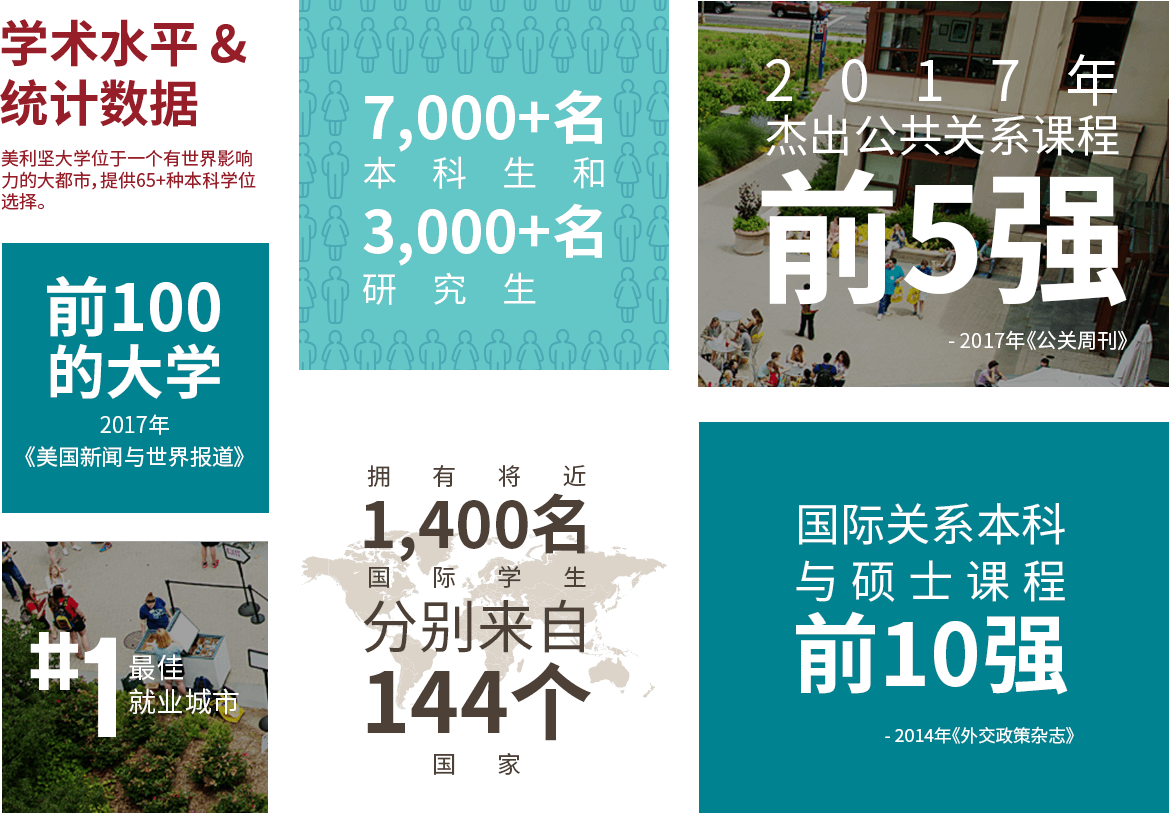 学术水平 &
统计数据
美利坚大学位于一个有世界影响
力的大都市，提供65+种本科学位
选择。
前100
的大学
2017年
《美国新闻与世界报道》
#1
最佳
就业城市
7,000+名
本科生和
3,000+名
研究生
拥有将近
1,400名
国际学生
分别来自
144个
国家
2017年
杰出公共关系课程
前5强
- 2017年《公关周刊》
国际关系本科
与硕士课程
前10强
- 2014年《外交政策杂志》